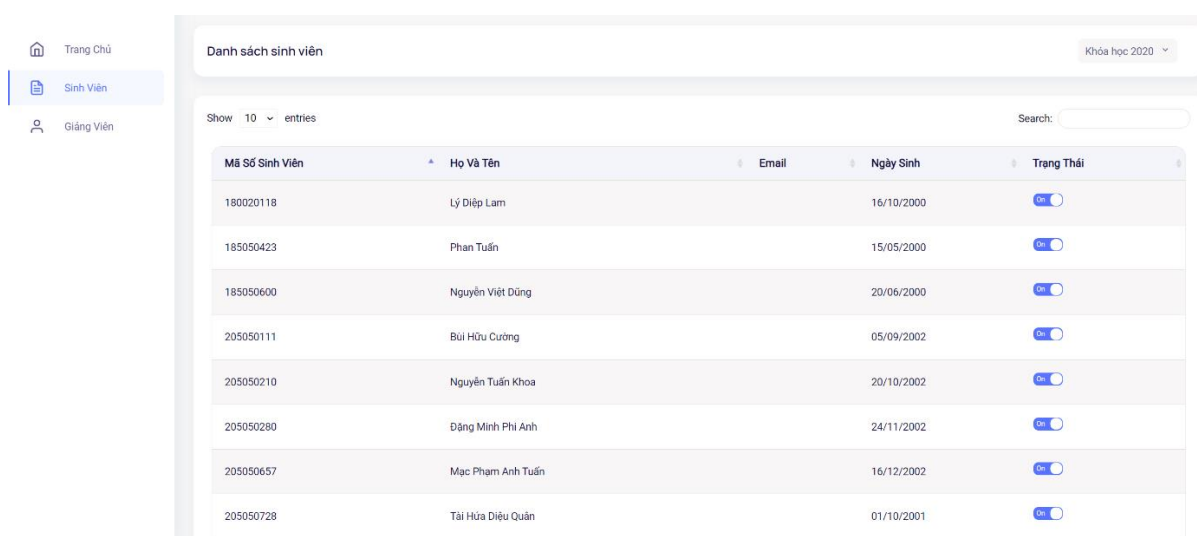 Trang Chủ
Sinh Viên
Giảng Viên
Danh sách sinh viên
Khóa học 2020
Show 10 entries
Search:
Mã Số Sinh Viên Họ Và Tên Email Ngày Sinh Trạng Thái
180020118 Lý Diệp Lam 16/10/2000 On
185050423 Phan Tuấn 15/05/2000 On
185050600 Nguyễn Việt Dũng 20/06/2000 On
205050111 Bùi Hữu Cường 05/09/2002 On
205050210 Nguyễn Tuấn Khoa 20/10/2002 On
205050280 Đặng Minh Phi Anh 24/11/2002 On
205050657 Mạc Phạm Anh Tuấn 16/12/2002 On
205050728 Tài Hứa Diệu Quân 01/10/2001 On